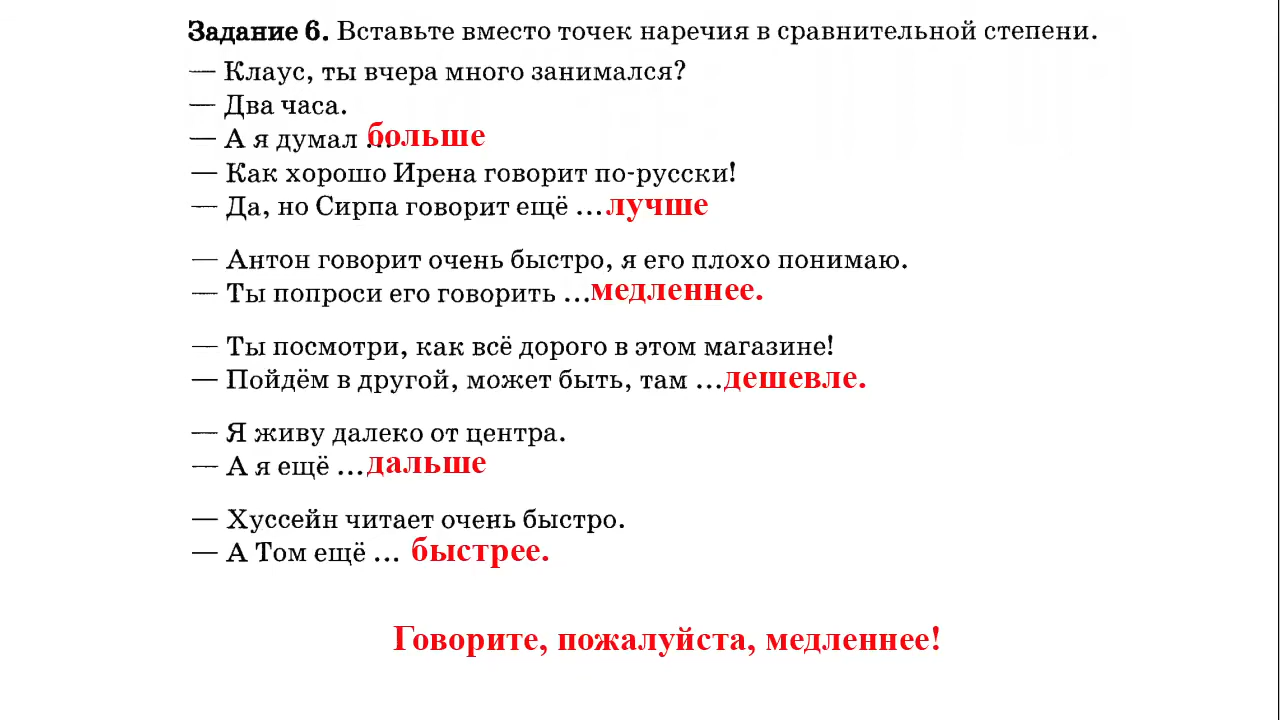 Задание 6. Вставьте вместо точек наречия в сравнительной степени.
— Клаус, ты вчера много занимался?
— Два часа.
— А я думал ... больше
— Как хорошо Ирена говорит по-русски!
— Да, но Сирпа говорит ещё ... лучше
— Антон говорит очень быстро, я его плохо понимаю.
— Ты попроси его говорить ... медленнее.
— Ты посмотри, как всё дорого в этом магазине!
— Пойдём в другой, может быть, там ... дешевле.
— Я живу далеко от центра.
— А я ещё ... дальше
— Хуссейн читает очень быстро.
— А Том ещё ... быстрее.
Говорите, пожалуйста, медленнее!